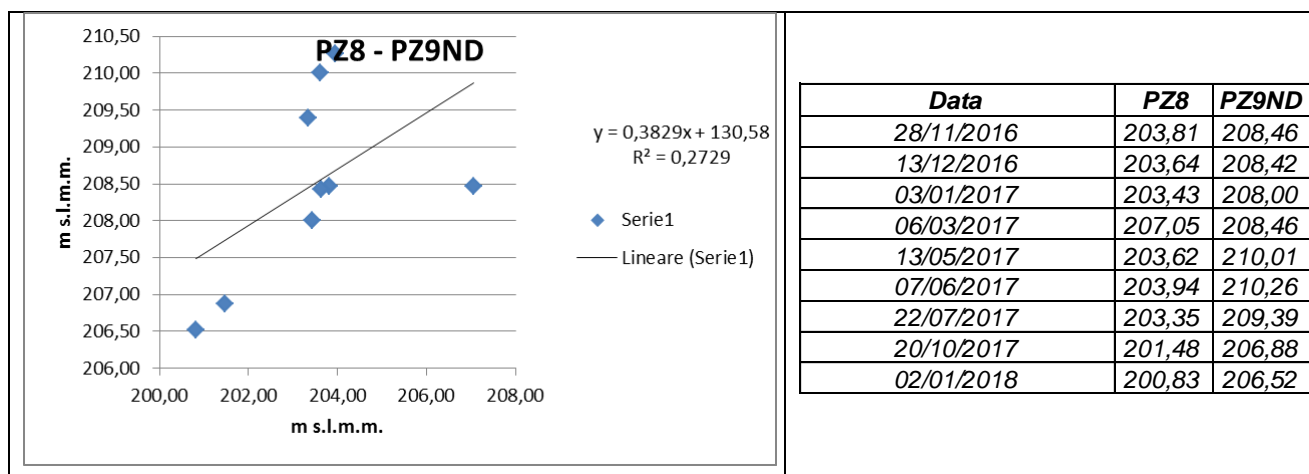 PZ8 - PZ9ND
210,50
210,00
209,50
209,00
208,50
208,00
207,50
207,00
206,50
206,00
m s.l.m.m.
200,00 202,00 204,00 206,00 208,00
m s.l.m.m.
y = 0,3829x + 130,58
R² = 0,2729
Serie1
Lineare (Serie1)
Data PZ8 PZ9ND
28/11/2016 203,81 208,46
13/12/2016 203,64 208,42
03/01/2017 203,43 208,00
06/03/2017 207,05 208,46
13/05/2017 203,62 210,01
07/06/2017 203,94 210,26
22/07/2017 203,35 209,39
20/10/2017 201,48 206,88
02/01/2018 200,83 206,52